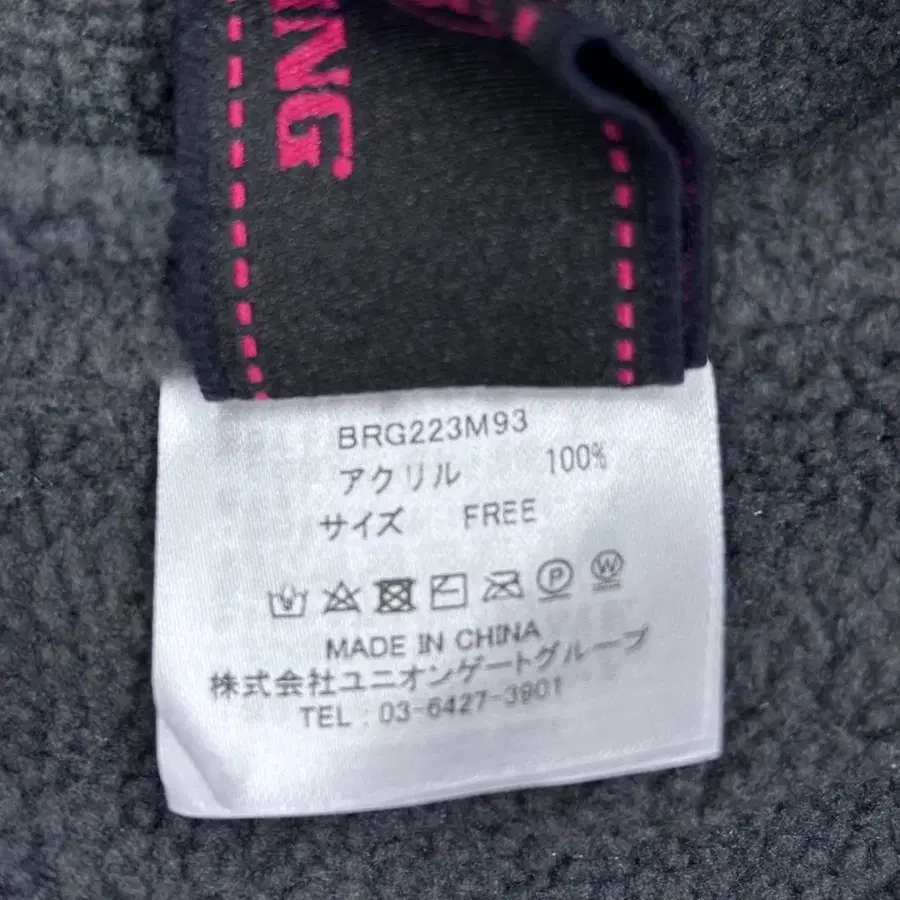 ING
BRG223M93
アクリル 100%
サイズ FREE
P W
MADE IN CHINA
株式会社ユニオンゲートグループ
TEL : 03-6427-3901